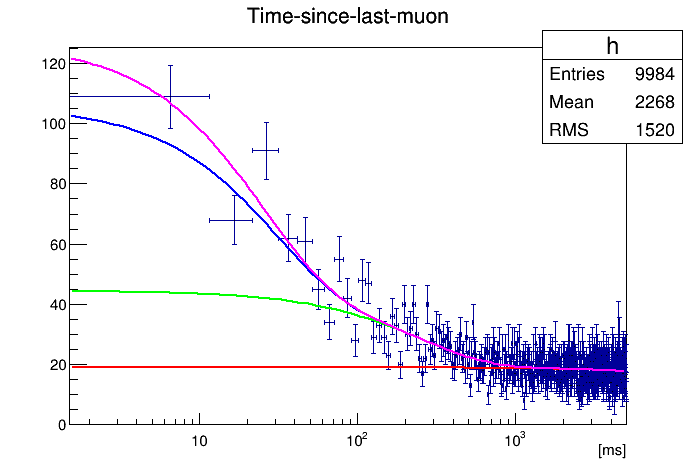 Time-since-last-muon
h
Entries 9984
Mean 2268
RMS 1520
120
100
80
60
40
20
0
10 10² 10³
[ms]